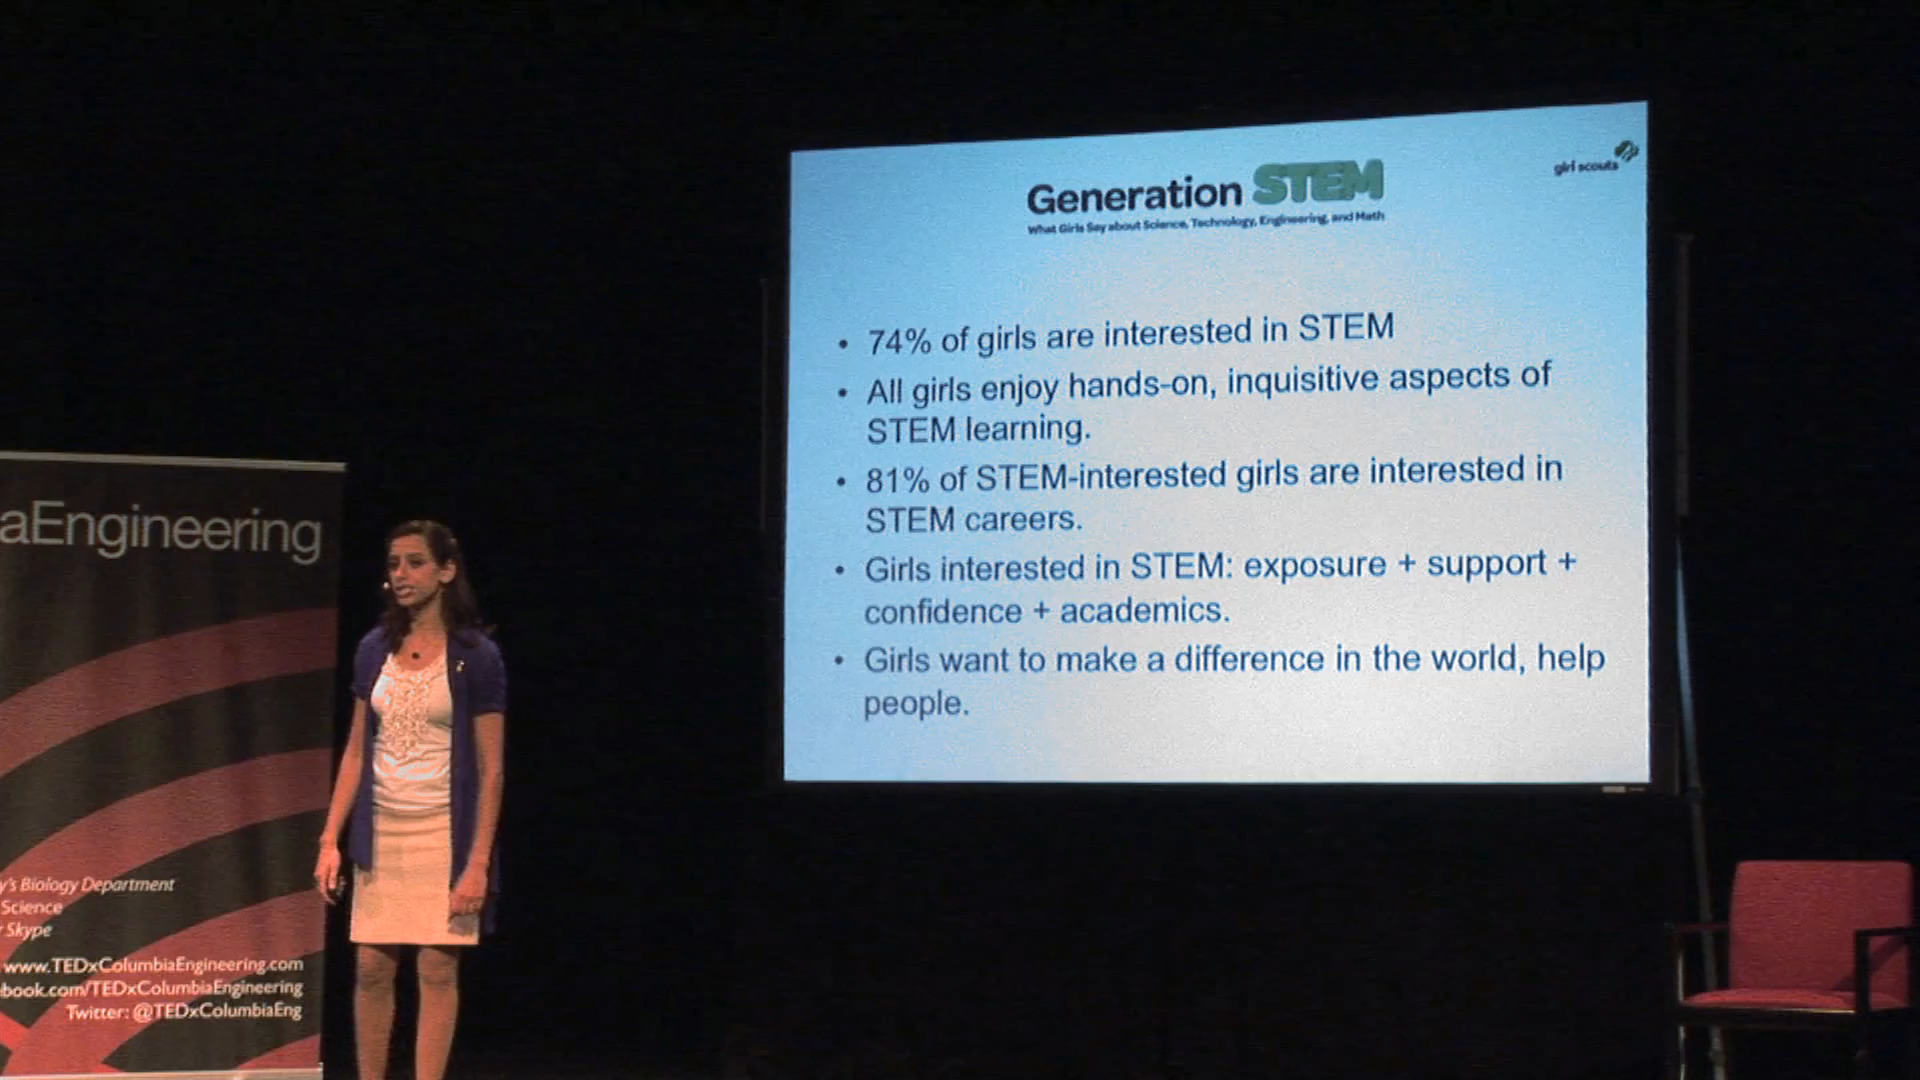 Generation STEM
What Girls Say about Science, Technology, Engineering, and Math
girl scouts
• 74% of girls are interested in STEM
• All girls enjoy hands-on, inquisitive aspects of
STEM learning.
• 81% of STEM-interested girls are interested in
STEM careers.
• Girls interested in STEM: exposure + support +
confidence + academics.
• Girls want to make a difference in the world, help
people.
aEngineering
y's Biology Department
Science
Skype
www.TEDxColumbiaEngineering.com
book.com/TEDxColumbiaEngineering
Twitter: @TEDxColumbiaEng